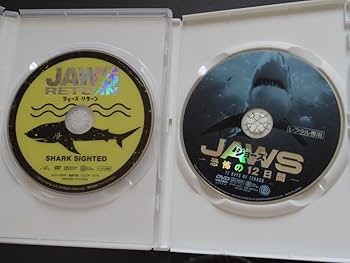 JAWS
RETURN
ジョーズ・リターン
SHARK SIGHTED
レンタル専用
ジョーズ
JAWS
恐怖の12日間
12 DAYS OF TERROR
DVD